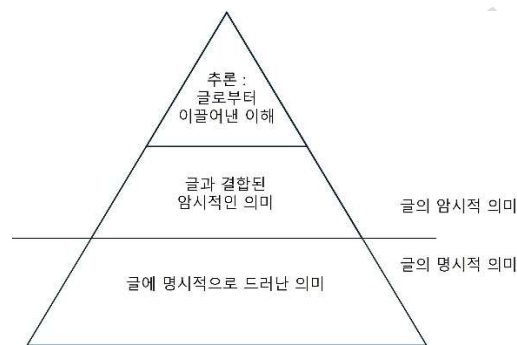 추론 :
글로부터
이끌어낸 이해
글과 결합된
암시적인 의미
글의 암시적 의미
글의 명시적 의미
글에 명시적으로 드러난 의미